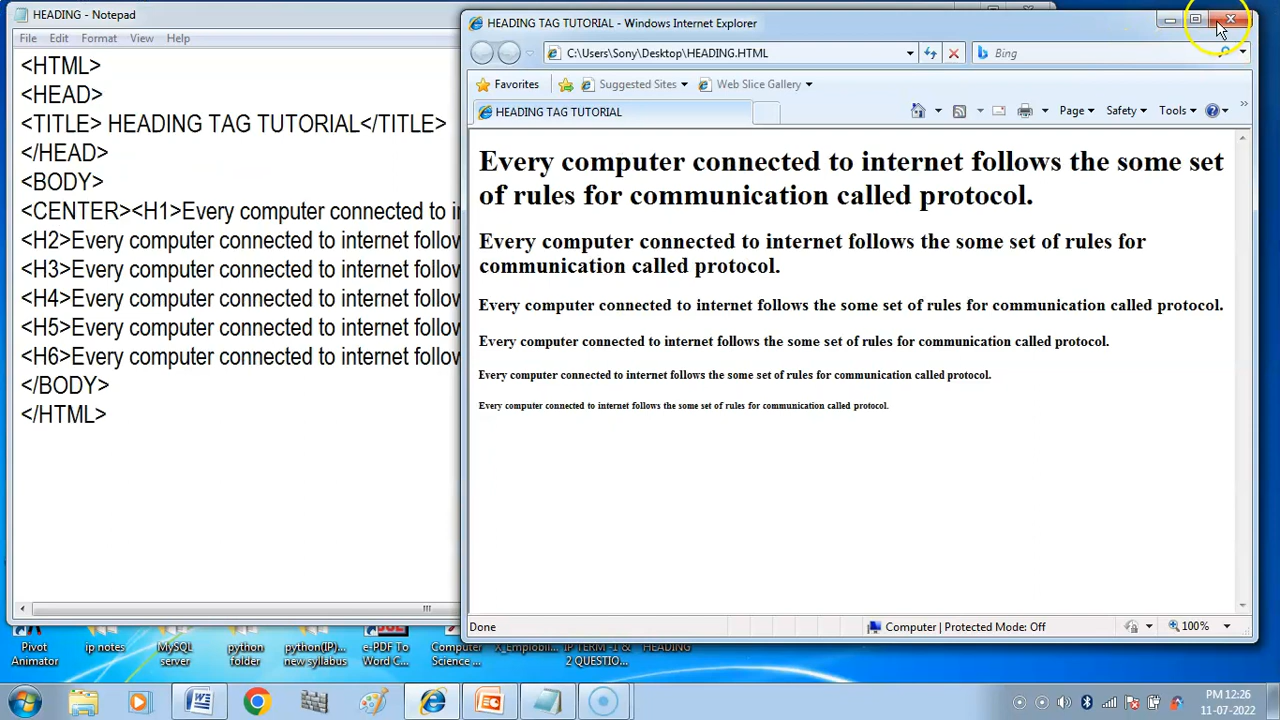 HEADING - Notepad
File Edit Format View Help
<HTML>
<HEAD>
<TITLE> HEADING TAG TUTORIAL</TITLE>
</HEAD>
<BODY>
<CENTER><H1>Every computer connected to i
<H2>Every computer connected to internet follow
<H3>Every computer connected to internet follow
<H4>Every computer connected to internet follow
<H5>Every computer connected to internet follow
<H6>Every computer connected to internet follow
</BODY>
</HTML>
HEADING TAG TUTORIAL - Windows Internet Explorer
C:\Users\Sony\Desktop\HEADING.HTML
Bing
Favorites Suggested Sites Web Slice Gallery
HEADING TAG TUTORIAL
Page Safety Tools
Every computer connected to internet follows the some set
of rules for communication called protocol.
Every computer connected to internet follows the some set of rules for
communication called protocol.
Every computer connected to internet follows the some set of rules for communication called protocol.
Every computer connected to internet follows the some set of rules for communication called protocol.
Every computer connected to internet follows the some set of rules for communication called protocol.
Every computer connected to internet follows the some set of rules for communication called protocol.
Done
Computer | Protected Mode: Off
100%
Pivot
Animator
ip notes
MySQL
server
python
folder
python(IP)...
new syllabus
e-PDF To
Word C...
Computer
Science ...
IP TERM -1 &
2 QUESTIO...
HEADING
PM 12:26
11-07-2022